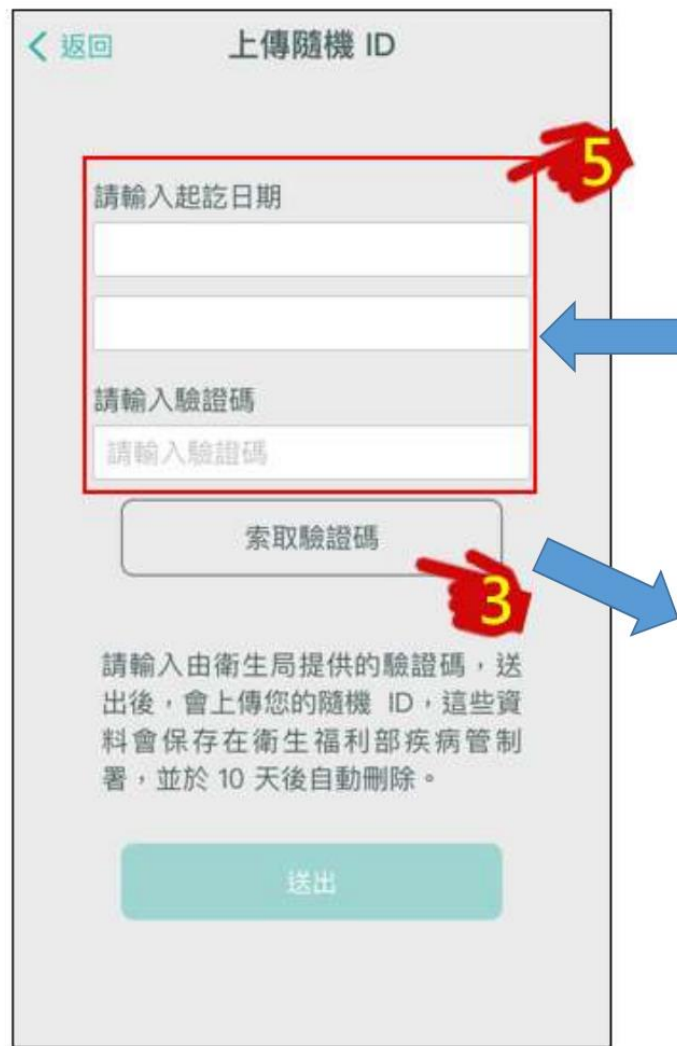 返回 上傳隨機 ID
5
請輸入起訖日期
請輸入驗證碼
請輸入驗證碼
索取驗證碼
3
請輸入由衛生局提供的驗證碼，送
出後，會上傳您的隨機 ID，這些資
料會保存在衛生福利部疾病管制
署，並於 10 天後自動刪除。
送出